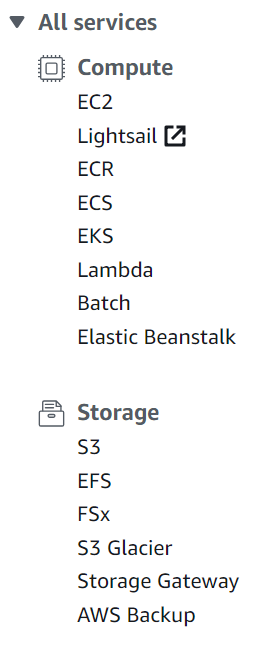 All services
Compute
EC2
Lightsail
ECR
ECS
EKS
Lambda
Batch
Elastic Beanstalk
Storage
S3
EFS
FSx
S3 Glacier
Storage Gateway
AWS Backup